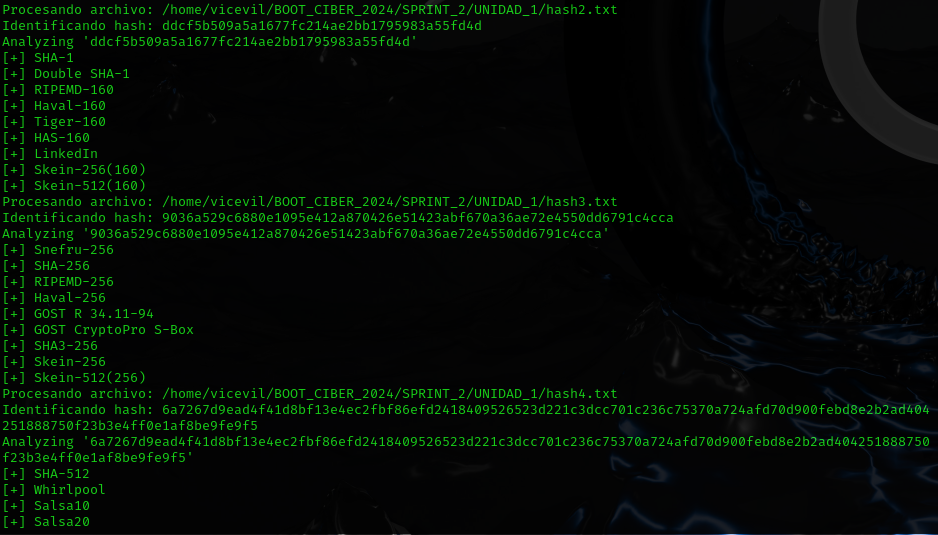 Procesando archivo: /home/vicevil/BOOT_CIBER_2024/SPRINT_2/UNIDAD_1/hash2.txt
Identificando hash: ddcf5b509a5a1677fc214ae2bb1795983a55fd4d
Analyzing 'ddcf5b509a5a1677fc214ae2bb1795983a55fd4d'
[+] SHA-1
[+] Double SHA-1
[+] RIPEMD-160
[+] Haval-160
[+] Tiger-160
[+] HAS-160
[+] LinkedIn
[+] Skein-256(160)
[+] Skein-512(160)
Procesando archivo: /home/vicevil/BOOT_CIBER_2024/SPRINT_2/UNIDAD_1/hash3.txt
Identificando hash: 9036a529c6880e1095e412a870426e51423abf670a36ae72e4550dd6791c4cca
Analyzing '9036a529c6880e1095e412a870426e51423abf670a36ae72e4550dd6791c4cca'
[+] Snefru-256
[+] SHA-256
[+] RIPEMD-256
[+] Haval-256
[+] GOST R 34.11-94
[+] GOST CryptoPro S-Box
[+] SHA3-256
[+] Skein-256
[+] Skein-512(256)
Procesando archivo: /home/vicevil/BOOT_CIBER_2024/SPRINT_2/UNIDAD_1/hash4.txt
Identificando hash: 6a7267d9ead4f41d8bf13e4ec2fbf86efd2418409526523d221c3dcc701c236c75370a724afd70d900febd8e2b2ad404
251888750f23b3e4ff0e1af8be9fe9f5
Analyzing '6a7267d9ead4f41d8bf13e4ec2fbf86efd2418409526523d221c3dcc701c236c75370a724afd70d900febd8e2b2ad404251888750
f23b3e4ff0e1af8be9fe9f5'
[+] SHA-512
[+] Whirlpool
[+] Salsa10
[+] Salsa20